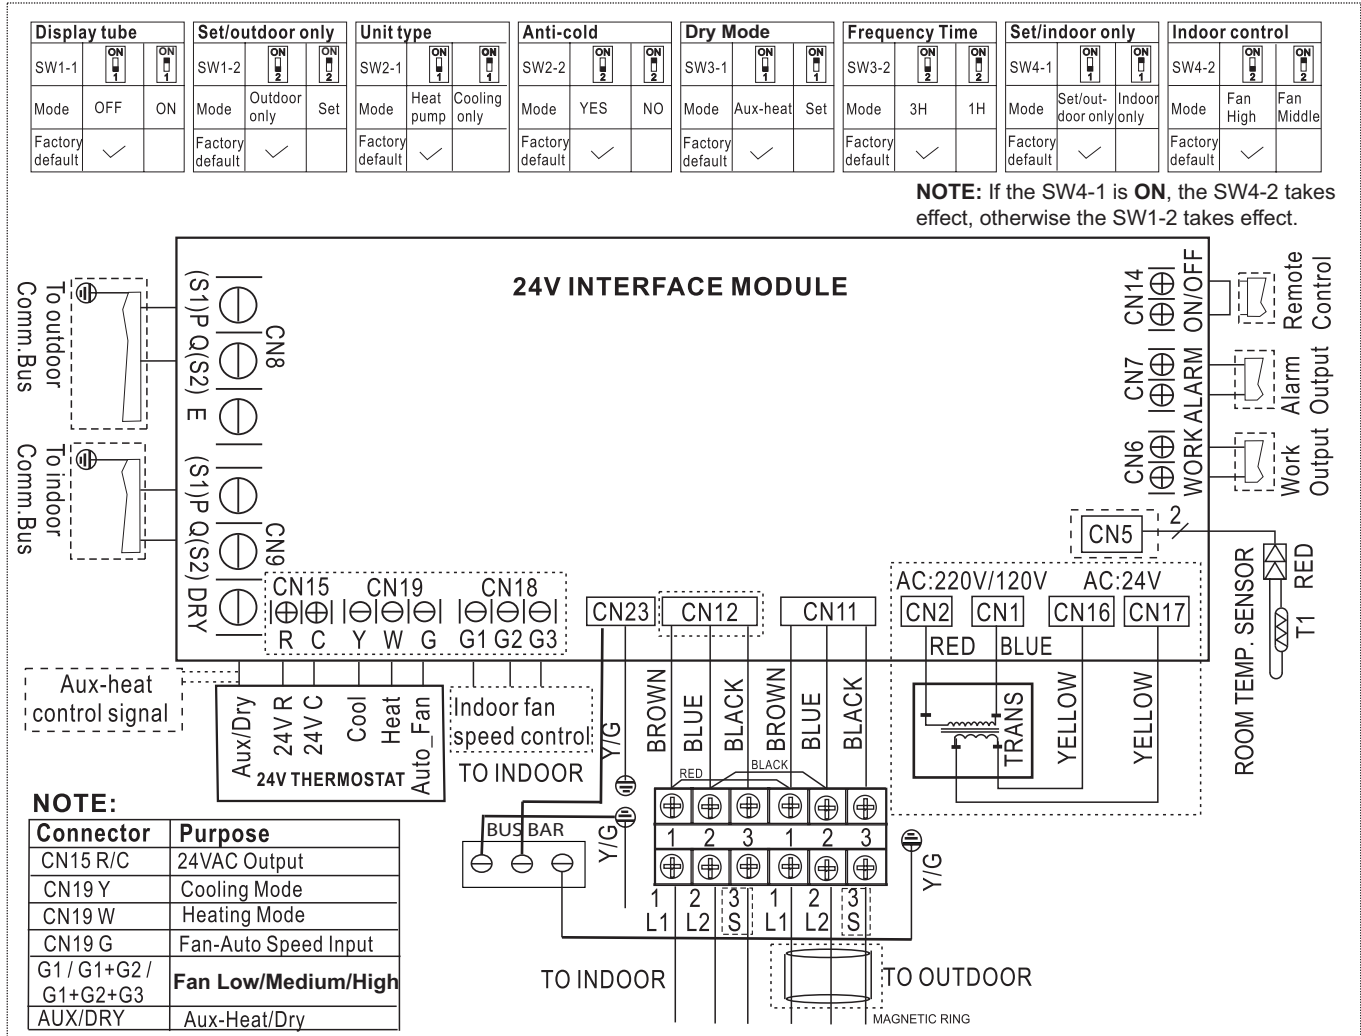 Display tube
SW1-1 ON 1 ON 1
Mode OFF ON
Factory default
Set/outdoor only
SW1-2 ON 2 ON 2
Mode Outdoor only Set
Factory default
Unit type
SW2-1 ON 1 ON 1
Mode Heat pump Cooling only
Factory default
Anti-cold
SW2-2 ON 2 ON 2
Mode YES NO
Factory default
Dry Mode
SW3-1 ON 1 ON 1
Mode Aux-heat Set
Factory default
Frequency Time
SW3-2 ON 2 ON 2
Mode 3H 1H
Factory default
Set/indoor only
SW4-1 ON 1 ON 1
Mode Set/out-door only Indoor only
Factory default
Indoor control
SW4-2 ON 2 ON 2
Mode Fan High Fan Middle
Factory default
NOTE: If the SW4-1 is ON, the SW4-2 takes
effect, otherwise the SW1-2 takes effect.
24V INTERFACE MODULE
To outdoor
Comm.Bus
(S1)P Q(S2) E
CN8
To indoor
Comm.Bus
(S1)P Q(S2) DRY
CN9
CN14
ON/OFF
Remote
Control
CN7
ALARM
Alarm
Output
CN6
WORK
Work
Output
CN5
2
ROOM TEMP. SENSOR
RED
T1
CN15 CN19 CN18
R C Y W G G1 G2 G3
CN23
CN12
CN11
AC:220V/120V AC:24V
CN2 CN1 CN16 CN17
RED BLUE
YELLOW
YELLOW
TRANS
Aux-heat
control signal
Aux/Dry
24V R
24V C
Cool
Heat
Auto_Fan
24V THERMOSTAT
Indoor fan
speed control
TO INDOOR
Y/G
BROWN
BLUE
BLACK
BROWN
BLUE
BLACK
RED
BLACK
1 2 3 1 2 3
BUS BAR
Y/G
Y/G
1 2 3 1 2 3
L1 L2 S L1 L2 S
TO INDOOR
TO OUTDOOR
MAGNETIC RING
NOTE:
Connector Purpose
CN15 R/C 24VAC Output
CN19 Y Cooling Mode
CN19 W Heating Mode
CN19 G Fan-Auto Speed Input
G1 / G1+G2 /
G1+G2+G3 Fan Low/Medium/High
AUX/DRY Aux-Heat/Dry